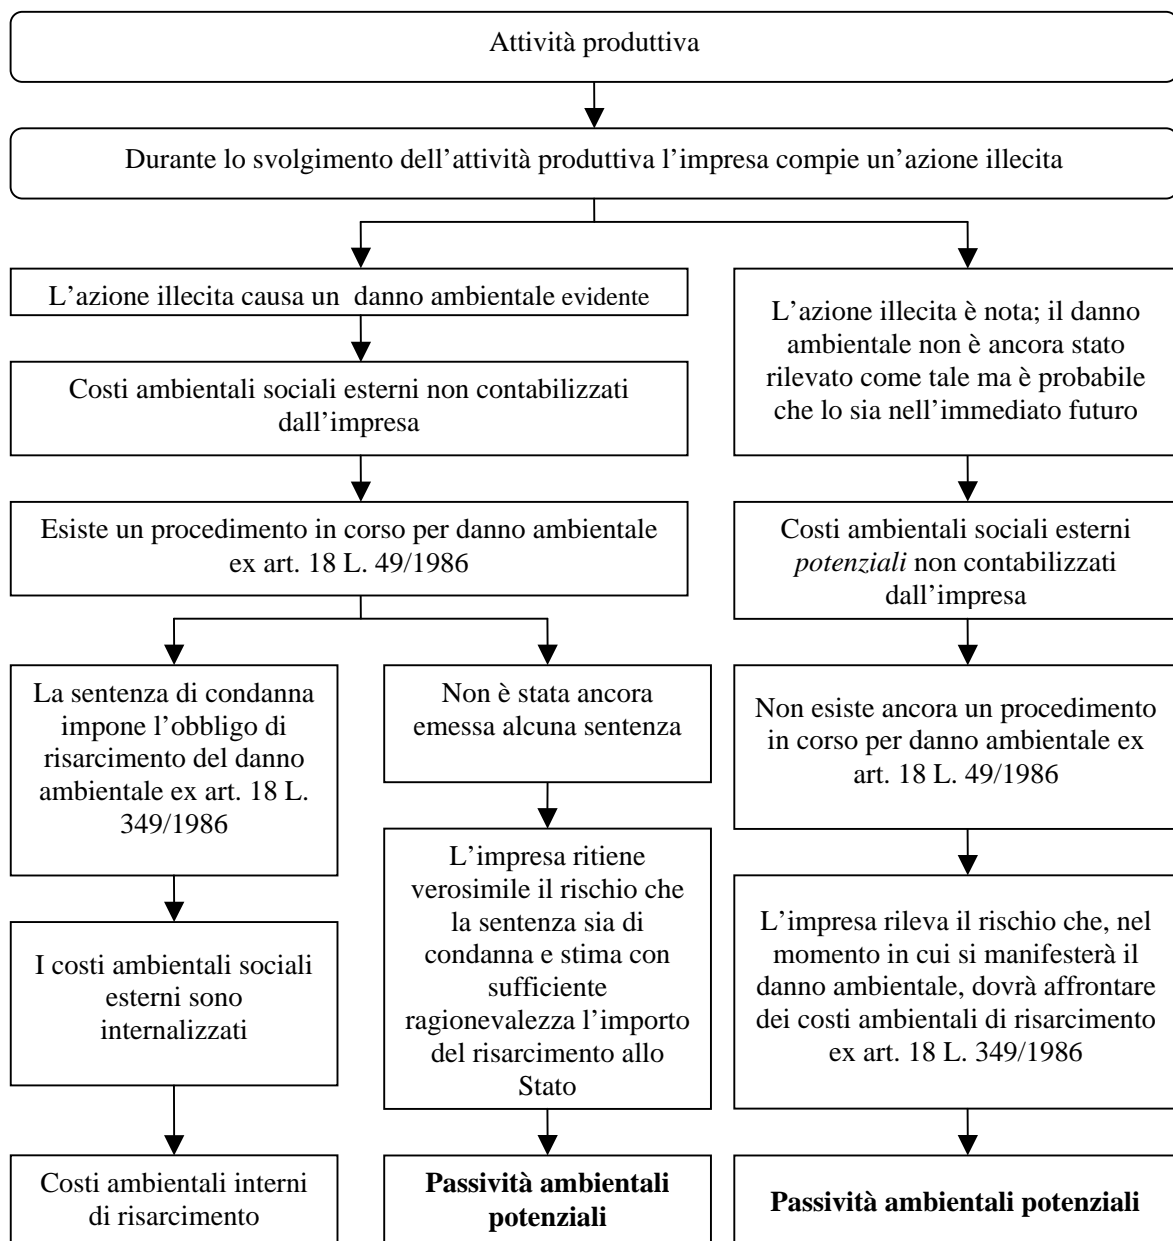 Attività produttiva
Durante lo svolgimento dell’attività produttiva l’impresa compie un’azione illecita
L’azione illecita causa un danno ambientale evidente
Costi ambientali sociali esterni non contabilizzati
dall’impresa
Esiste un procedimento in corso per danno ambientale
ex art. 18 L. 49/1986
La sentenza di condanna
impone l’obbligo di
risarcimento del danno
ambientale ex art. 18 L.
349/1986
I costi ambientali sociali
esterni sono
internalizzati
Costi ambientali interni
di risarcimento
Non è stata ancora
emessa alcuna sentenza
L’impresa ritiene
verosimile il rischio che
la sentenza sia di
condanna e stima con
sufficiente
ragionevalezza l’importo
del risarcimento allo
Stato
Passività ambientali
potenziali
L’azione illecita è nota; il danno
ambientale non è ancora stato
rilevato come tale ma è probabile
che lo sia nell’immediato futuro
Costi ambientali sociali esterni
potenziali non contabilizzati
dall’impresa
Non esiste ancora un procedimento
in corso per danno ambientale ex
art. 18 L. 49/1986
L’impresa rileva il rischio che, nel
momento in cui si manifesterà il
danno ambientale, dovrà affrontare
dei costi ambientali di risarcimento
ex art. 18 L. 349/1986
Passività ambientali potenziali